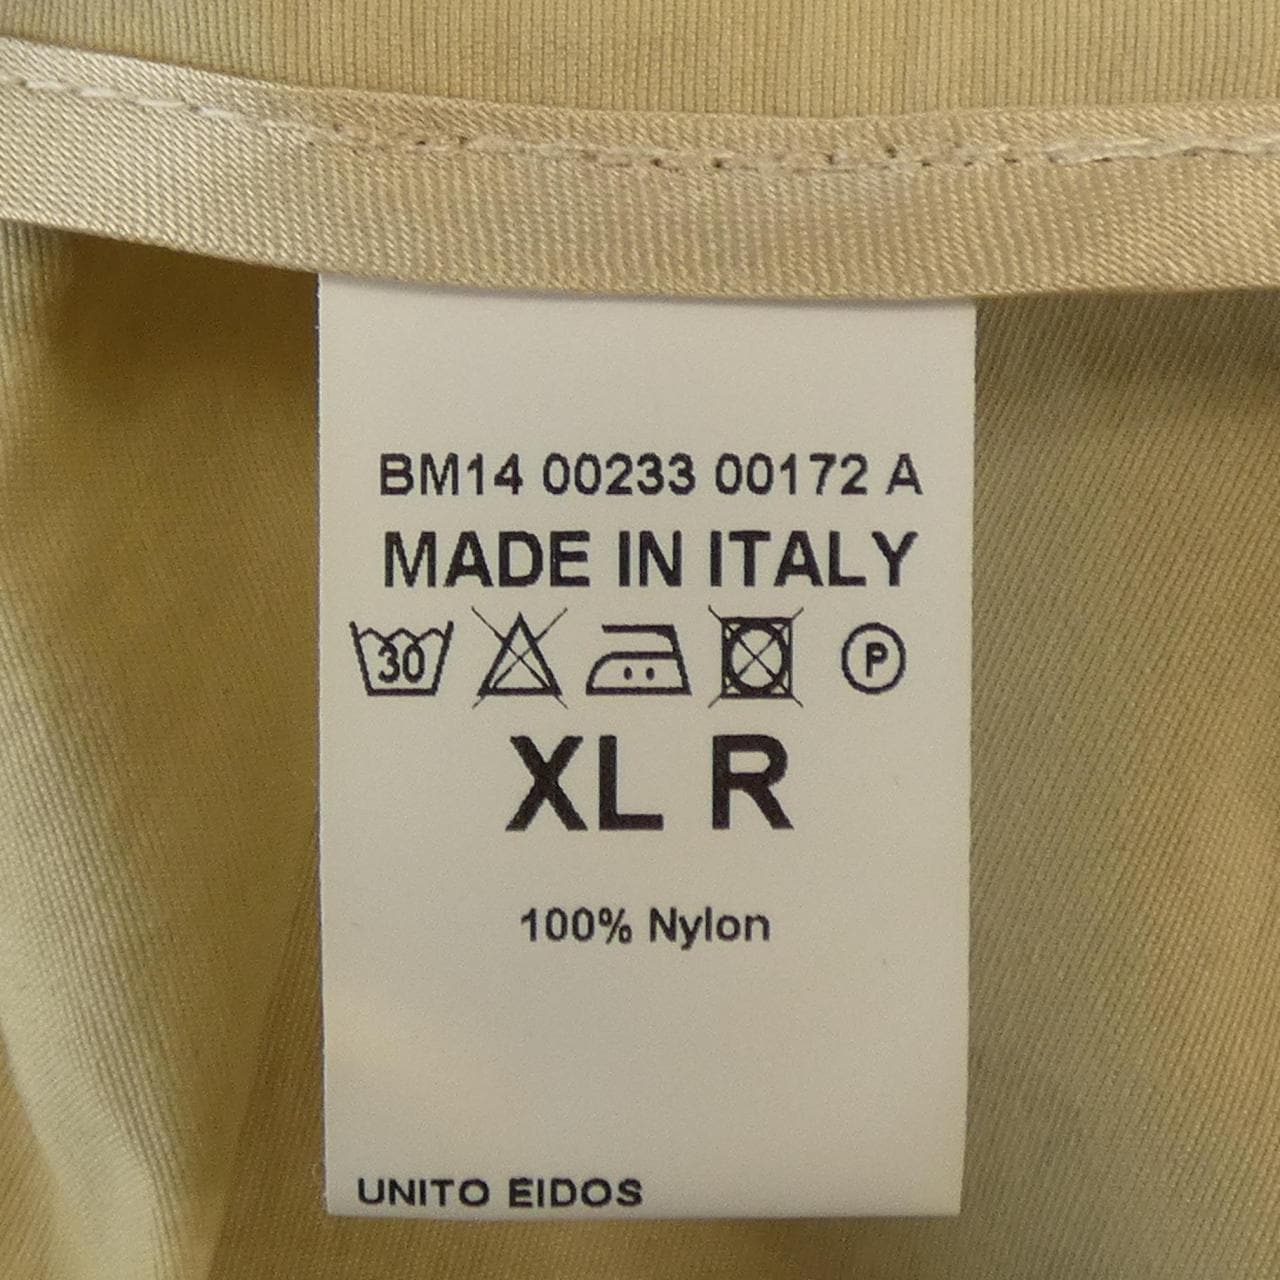 BM14 00233 00172 A
MADE IN ITALY
30 P
XL R
100% Nylon
UNITO EIDOS